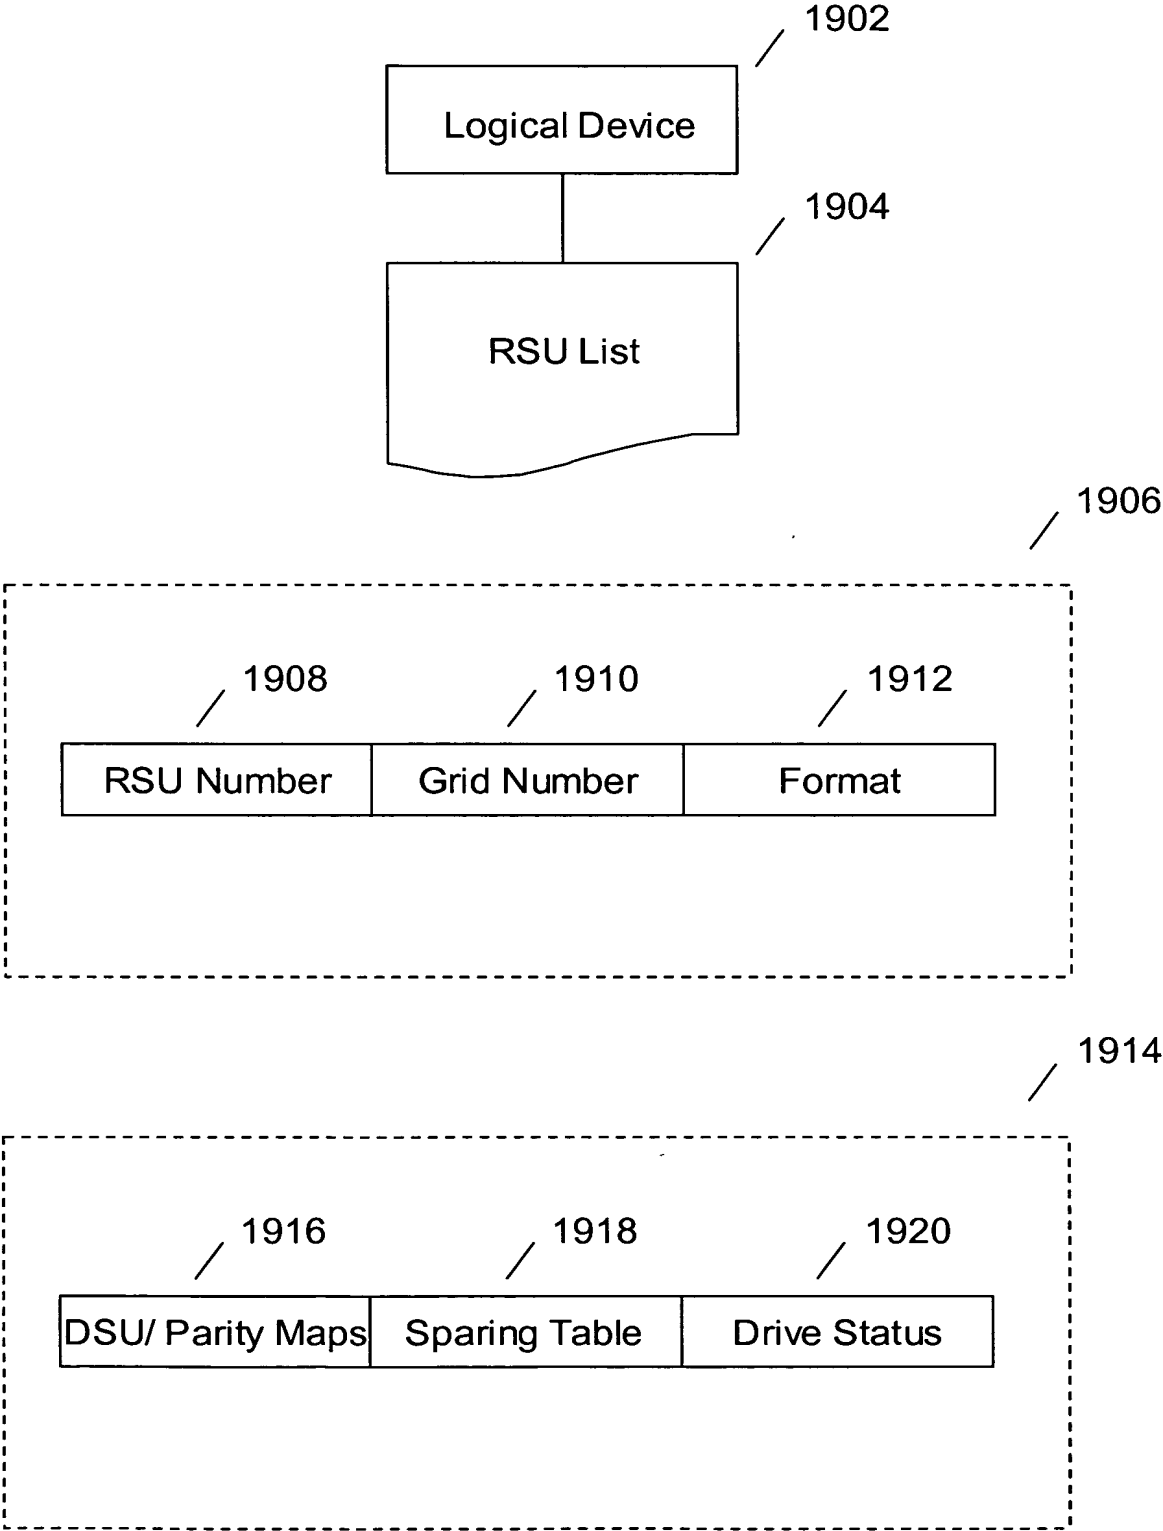 1902
Logical Device
1904
RSU List
1906
1908
1910
1912
RSU Number
Grid Number
Format
1914
1916
1918
1920
DSU/ Parity Maps
Sparing Table
Drive Status